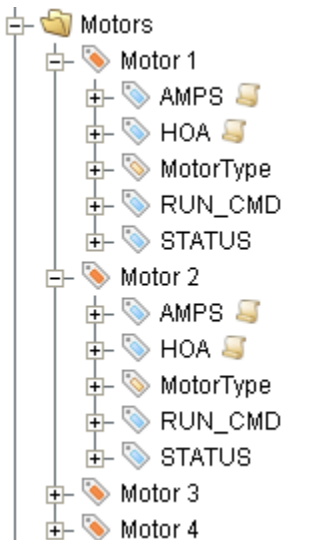 Motors
Motor 1
AMPS
HOA
MotorType
RUN_CMD
STATUS
Motor 2
AMPS
HOA
MotorType
RUN_CMD
STATUS
Motor 3
Motor 4